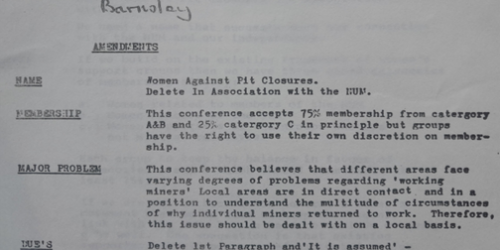 Barnsley
AMENDMENTS
NAME Women Against Pit Closures.
Delete In Association with the NUM.
MEMBERSHIP This conference accepts 75% membership from catergory
A&B and 25% catergory C in principle but groups
have the right to use their own discretion on member-
ship.
MAJOR PROBLEM This conference believes that different areas face
varying degrees of problems regarding 'working
miners' Local areas are in direct contact and in a
position to understand the multitude of circumstances
of why individual miners returned to work. Therefore,
this issue should be dealt with on a local basis.
Delete 1st Paragraph and 'It is assumed' -